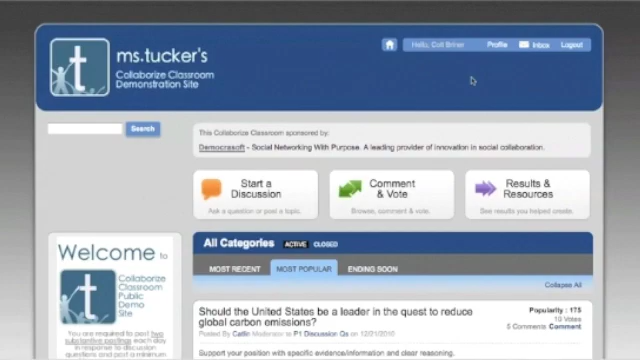 t
ms.tucker's
Collaborize Classroom
Demonstration Site
Hello, Coll Briner
Profile
Inbox
Logout
Search
This Collaborize Classroom sponsored by:
Democrasoft - Social Networking With Purpose. A leading provider of innovation in social collaboration.
Start a
Discussion
Ask a question or post a topic.
Comment
& Vote
Browse, comment & vote.
Results &
Resources
See results you helped create.
Welcome to
t
Collaborize
Classroom
Public
Demo
Site
You are required to post two
substantive postings each
in response to discussion
questions and post a minimum
All Categories ACTIVE CLOSED
MOST RECENT MOST POPULAR ENDING SOON
Collapse All
Should the United States be a leader in the quest to reduce
global carbon emissions?
Posted By Catlin Moderator to P1 Discussion Qs on 12/21/2010
Popularity : 175
10 Votes
5 Comments Comment
Support your position with specific evidence/information and clear reasoning.